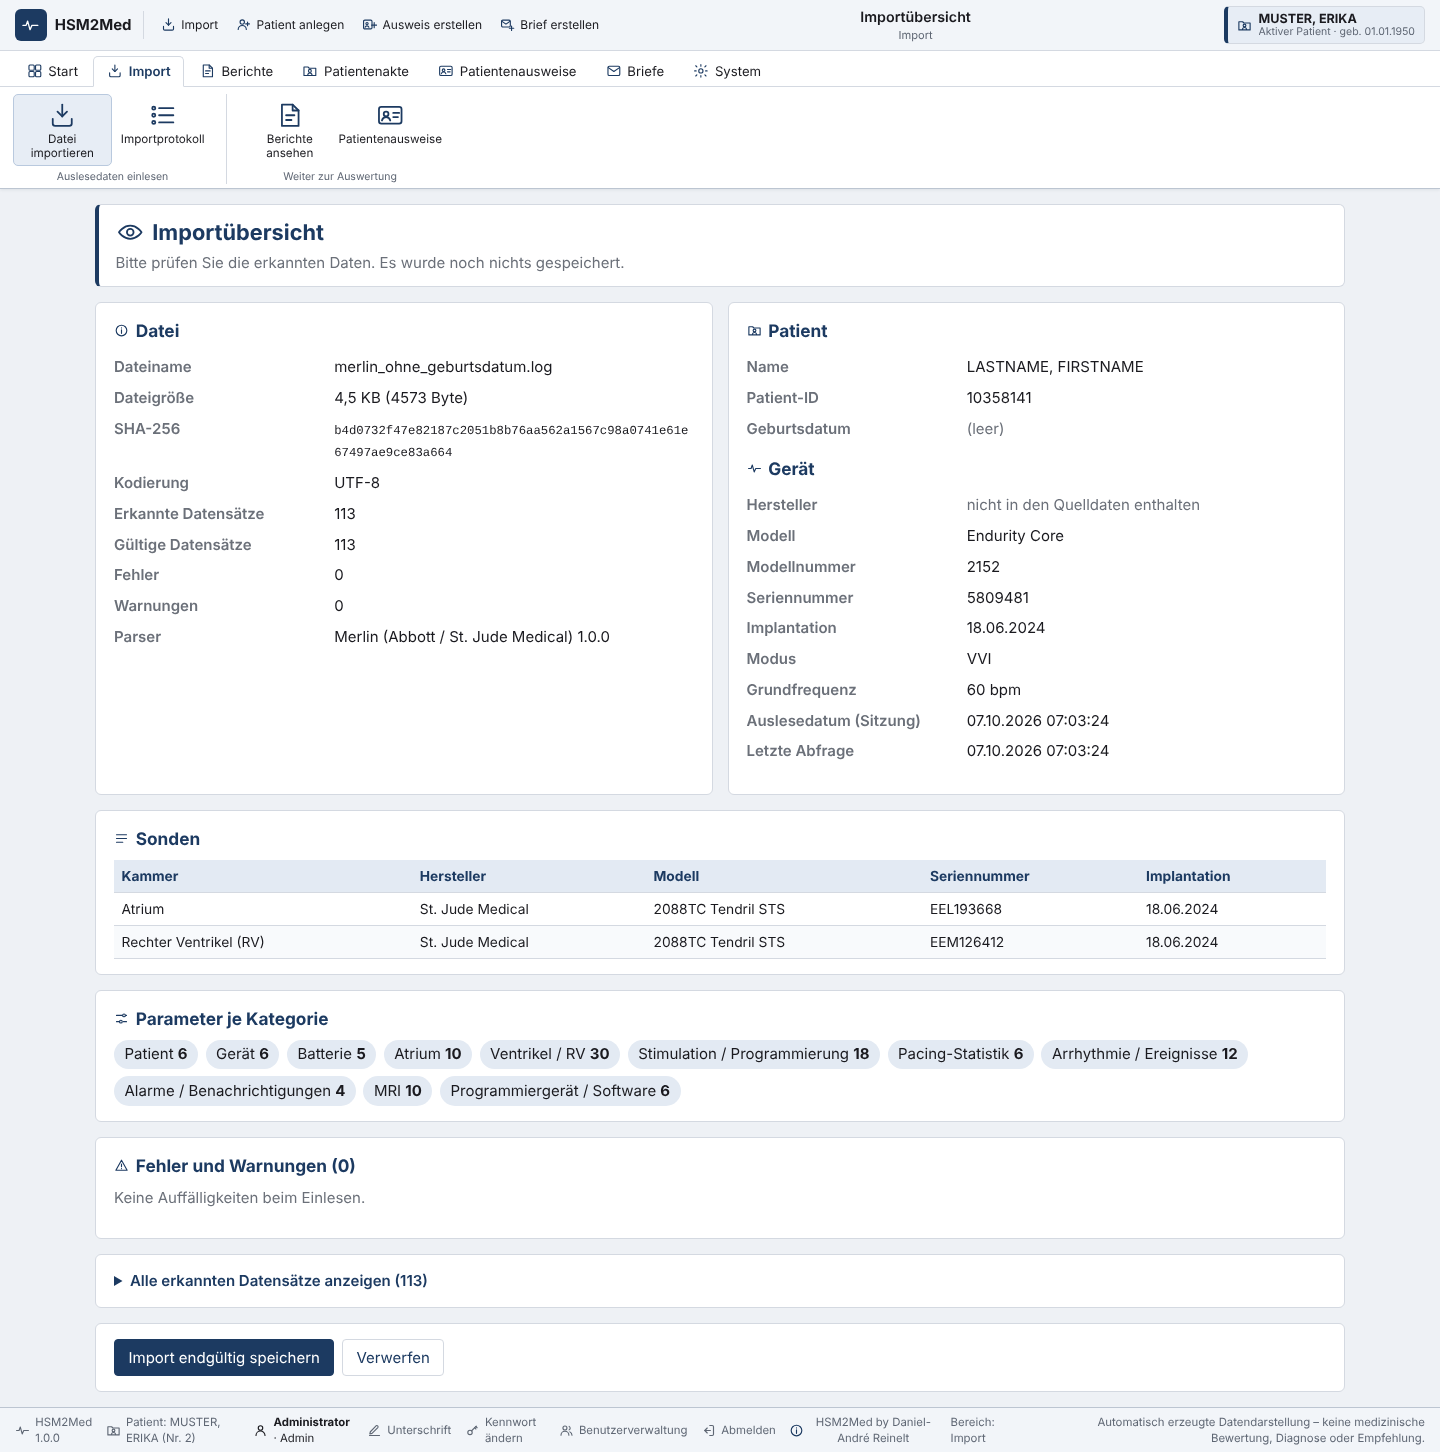 HSM2Med
Import
Patient anlegen
Ausweis erstellen
Brief erstellen
Importübersicht
Import
MUSTER, ERIKA
Aktiver Patient · geb. 01.01.1950
Start
Import
Berichte
Patientenakte
Patientenausweise
Briefe
System
Datei
importieren
Importprotokoll
Auslesedaten einlesen
Berichte
ansehen
Patientenausweise
Weiter zur Auswertung
Importübersicht
Bitte prüfen Sie die erkannten Daten. Es wurde noch nichts gespeichert.
Datei
Dateiname merlin_ohne_geburtsdatum.log
Dateigröße 4,5 KB (4573 Byte)
SHA-256 b4d0732f47e82187c2051b8b76aa562a1567c98a0741e61e
67497ae9ce83a664
Kodierung UTF-8
Erkannte Datensätze 113
Gültige Datensätze 113
Fehler 0
Warnungen 0
Parser Merlin (Abbott / St. Jude Medical) 1.0.0
Patient
Name LASTNAME, FIRSTNAME
Patient-ID 10358141
Geburtsdatum (leer)
Gerät
Hersteller nicht in den Quelldaten enthalten
Modell Endurity Core
Modellnummer 2152
Seriennummer 5809481
Implantation 18.06.2024
Modus VVI
Grundfrequenz 60 bpm
Auslesedatum (Sitzung) 07.10.2026 07:03:24
Letzte Abfrage 07.10.2026 07:03:24
Sonden
Kammer Hersteller Modell Seriennummer Implantation
Atrium St. Jude Medical 2088TC Tendril STS EEL193668 18.06.2024
Rechter Ventrikel (RV) St. Jude Medical 2088TC Tendril STS EEM126412 18.06.2024
Parameter je Kategorie
Patient 6 Gerät 6 Batterie 5 Atrium 10 Ventrikel / RV 30 Stimulation / Programmierung 18 Pacing-Statistik 6 Arrhythmie / Ereignisse 12
Alarme / Benachrichtigungen 4 MRI 10 Programmiergerät / Software 6
Fehler und Warnungen (0)
Keine Auffälligkeiten beim Einlesen.
Alle erkannten Datensätze anzeigen (113)
Import endgültig speichern
Verwerfen
HSM2Med
1.0.0
Patient: MUSTER,
ERIKA (Nr. 2)
Administrator
· Admin
Unterschrift
Kennwort
ändern
Benutzerverwaltung
Abmelden
HSM2Med by Daniel-
André Reinelt
Bereich:
Import
Automatisch erzeugte Datendarstellung – keine medizinische
Bewertung, Diagnose oder Empfehlung.